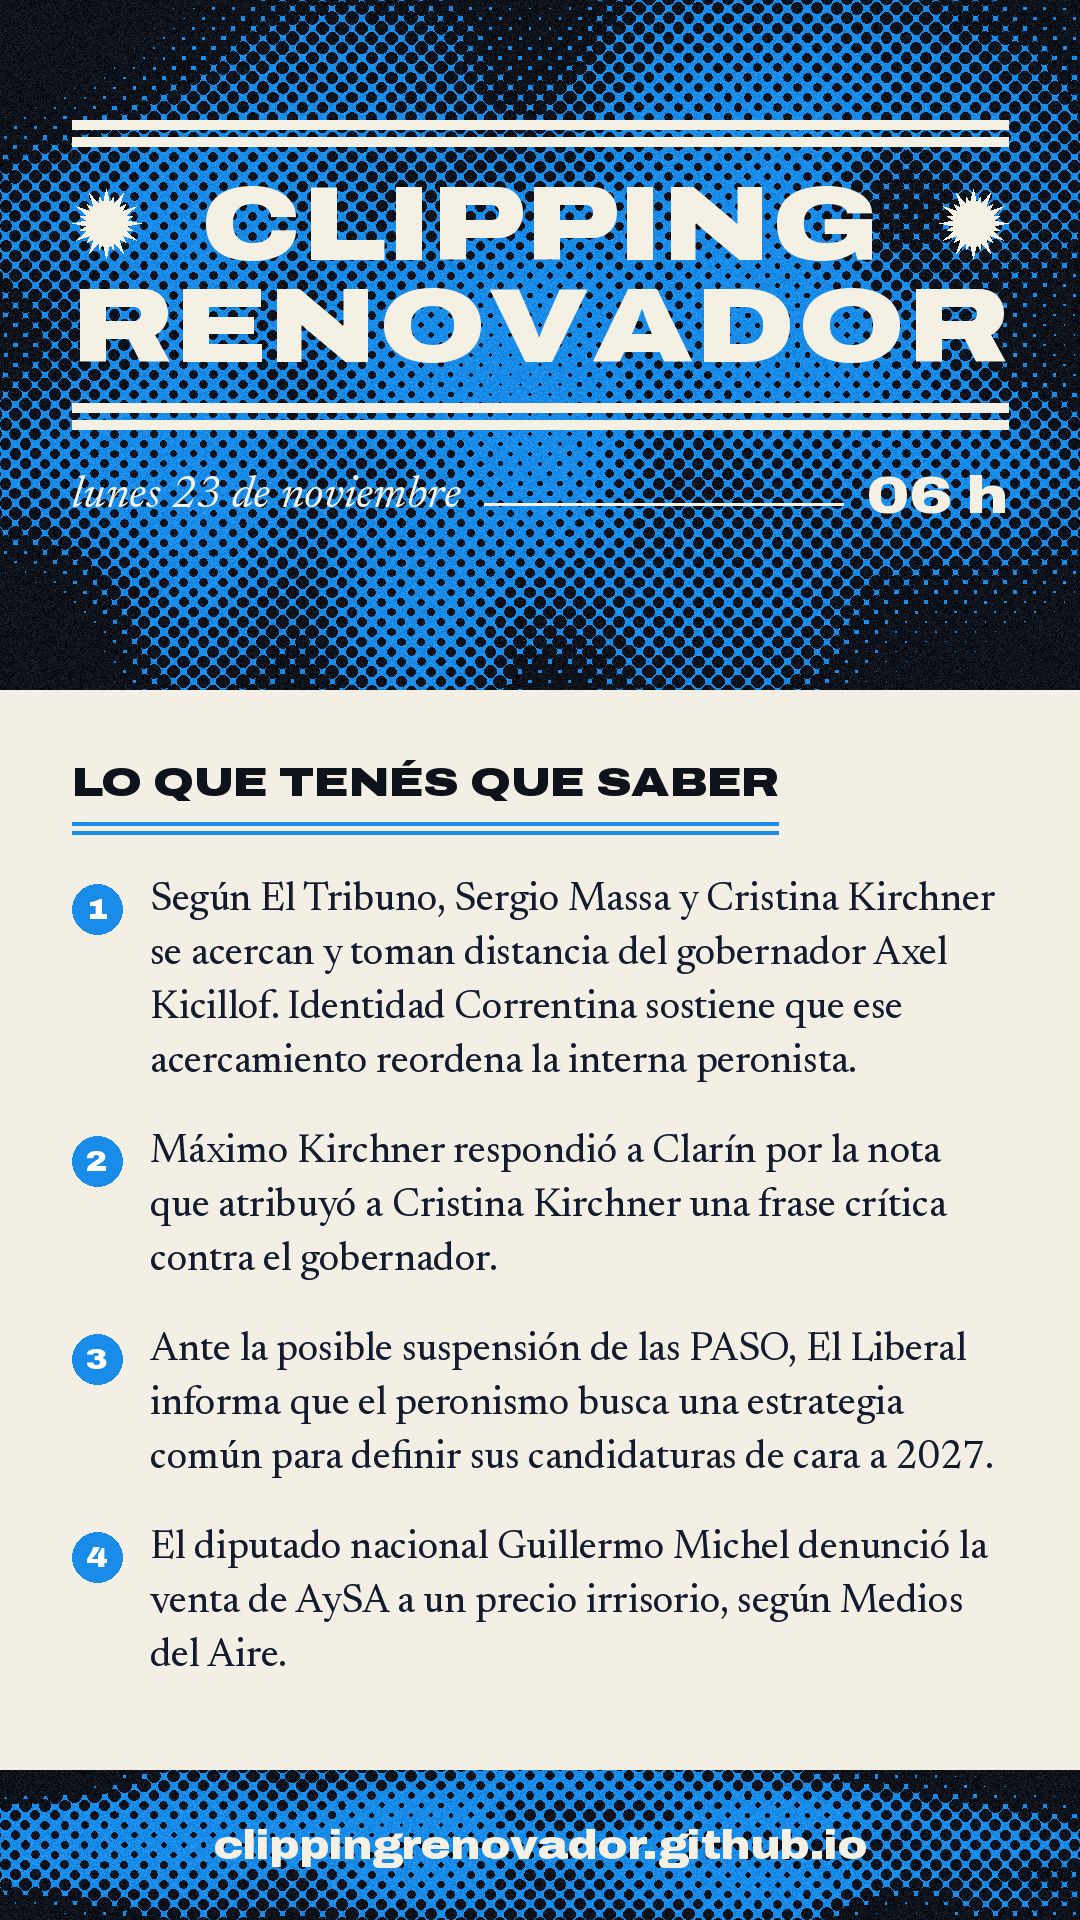 CLIPPING
RENOVADOR
lunes 23 de noviembre 06 h
LO QUE TENÉS QUE SABER
1 Según El Tribuno, Sergio Massa y Cristina Kirchner
se acercan y toman distancia del gobernador Axel
Kicillof. Identidad Correntina sostiene que ese
acercamiento reordena la interna peronista.
2 Máximo Kirchner respondió a Clarín por la nota
que atribuyó a Cristina Kirchner una frase crítica
contra el gobernador.
3 Ante la posible suspensión de las PASO, El Liberal
informa que el peronismo busca una estrategia
común para definir sus candidaturas de cara a 2027.
4 El diputado nacional Guillermo Michel denunció la
venta de AySA a un precio irrisorio, según Medios
del Aire.
clippingrenovador.github.io